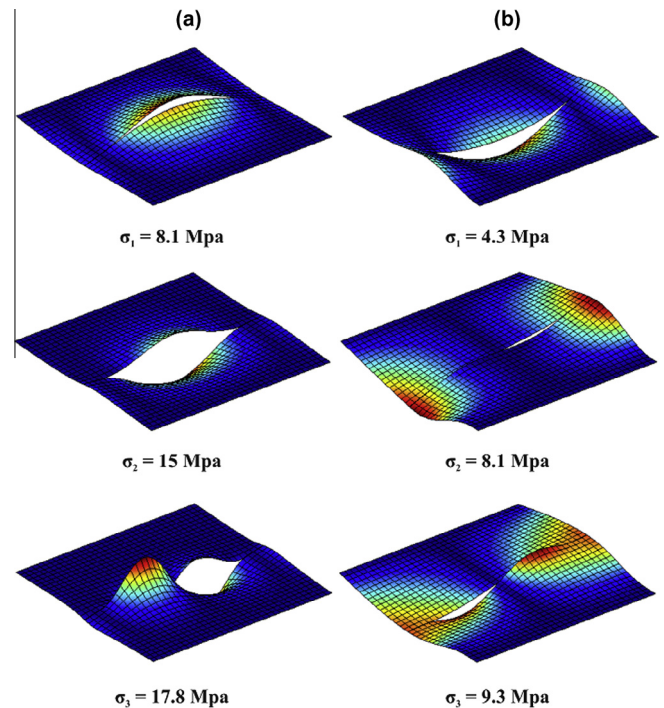 (a) (b)
σ₁ = 8.1 Mpa σ₁ = 4.3 Mpa
σ₂ = 15 Mpa σ₂ = 8.1 Mpa
σ₃ = 17.8 Mpa σ₃ = 9.3 Mpa